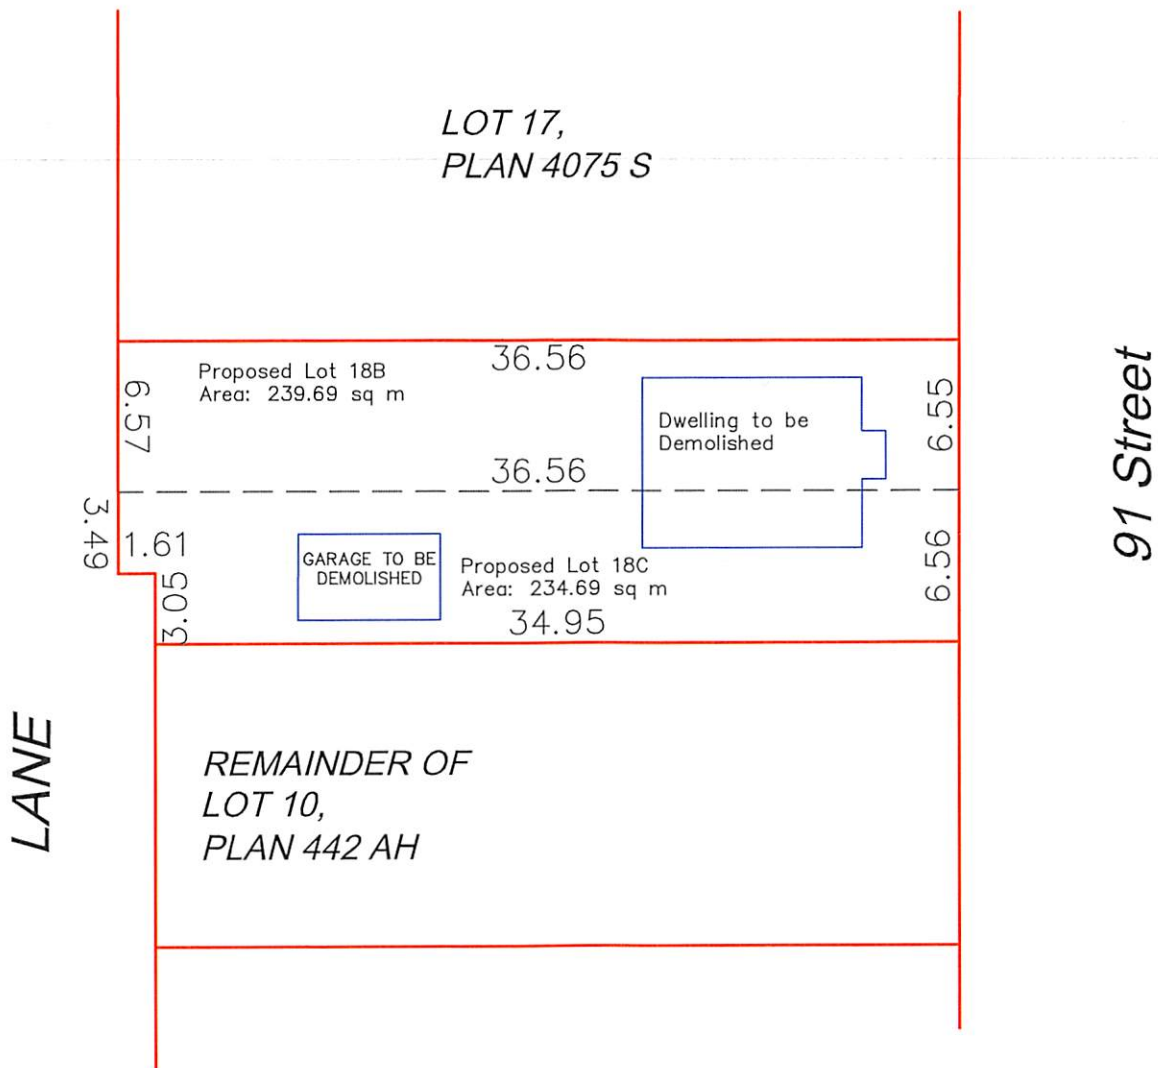 LOT 17,
PLAN 4075 S
36.56
Proposed Lot 18B
Area: 239.69 sq m
6.57
Dwelling to be
Demolished
6.55
91 Street
36.56
3.49
1.61
GARAGE TO BE
DEMOLISHED
Proposed Lot 18C
Area: 234.69 sq m
6.56
3.05
34.95
LANE
REMAINDER OF
LOT 10,
PLAN 442 AH